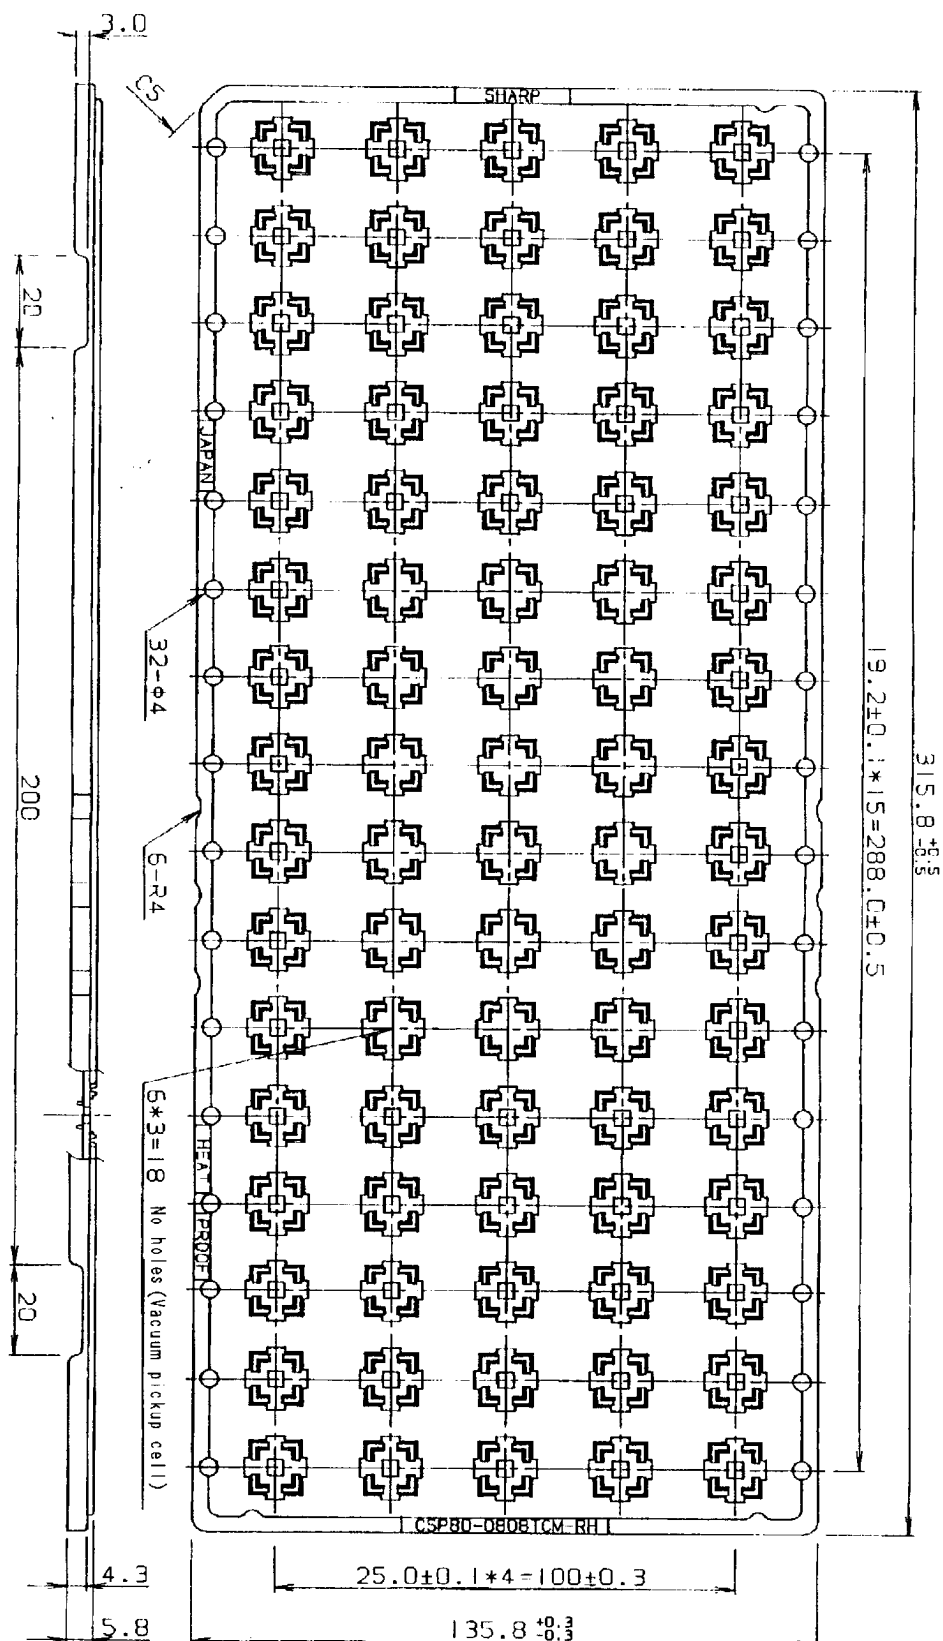 3.0
C5
SHARP
20
JAPAN
32-φ4
19.2±0.1*15=288.0±0.5
315.8 +0.5 -0.5
200
6-R4
6*3=18 No holes(Vacuum pickup cell)
HEAT PROOF
20
CSP80-0808TCM-RH
4.3
25.0±0.1*4=100±0.3
5.8
135.8 +0.3 -0.3